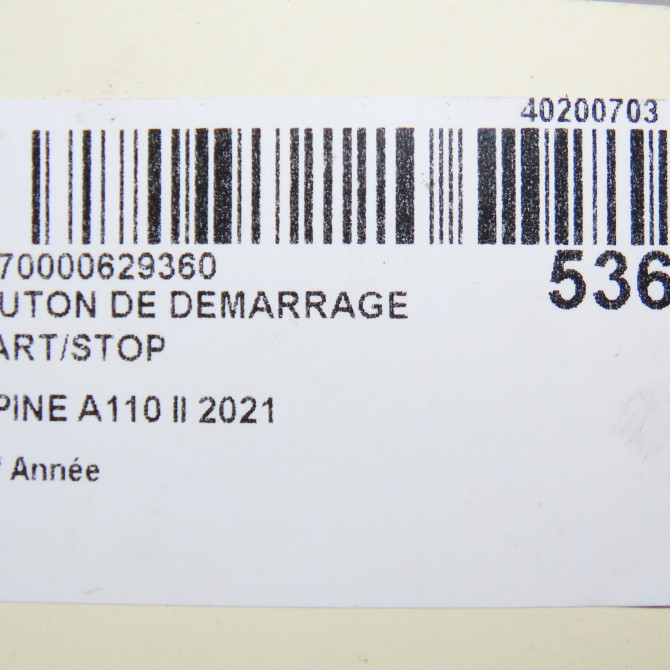 40200703
70000629360
536
UTON DE DEMARRAGE
ART/STOP
PINE A110 II 2021
Année